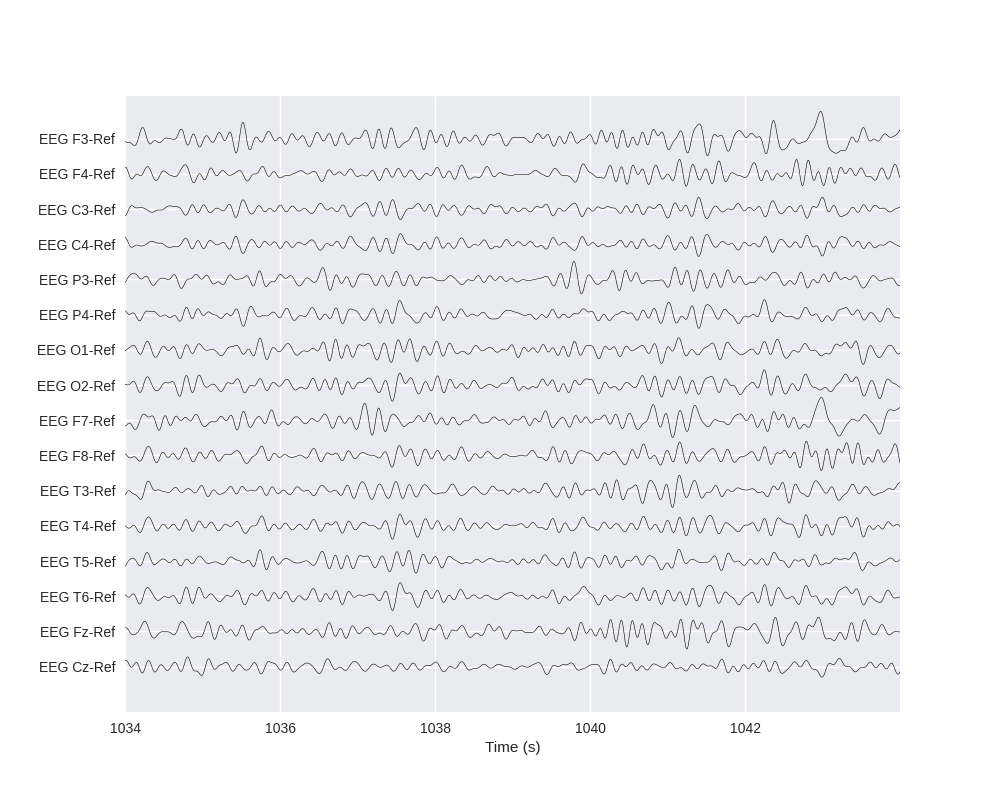 EEG F3-Ref
EEG F4-Ref
EEG C3-Ref
EEG C4-Ref
EEG P3-Ref
EEG P4-Ref
EEG O1-Ref
EEG O2-Ref
EEG F7-Ref
EEG F8-Ref
EEG T3-Ref
EEG T4-Ref
EEG T5-Ref
EEG T6-Ref
EEG Fz-Ref
EEG Cz-Ref
1034 1036 1038 1040 1042
Time (s)